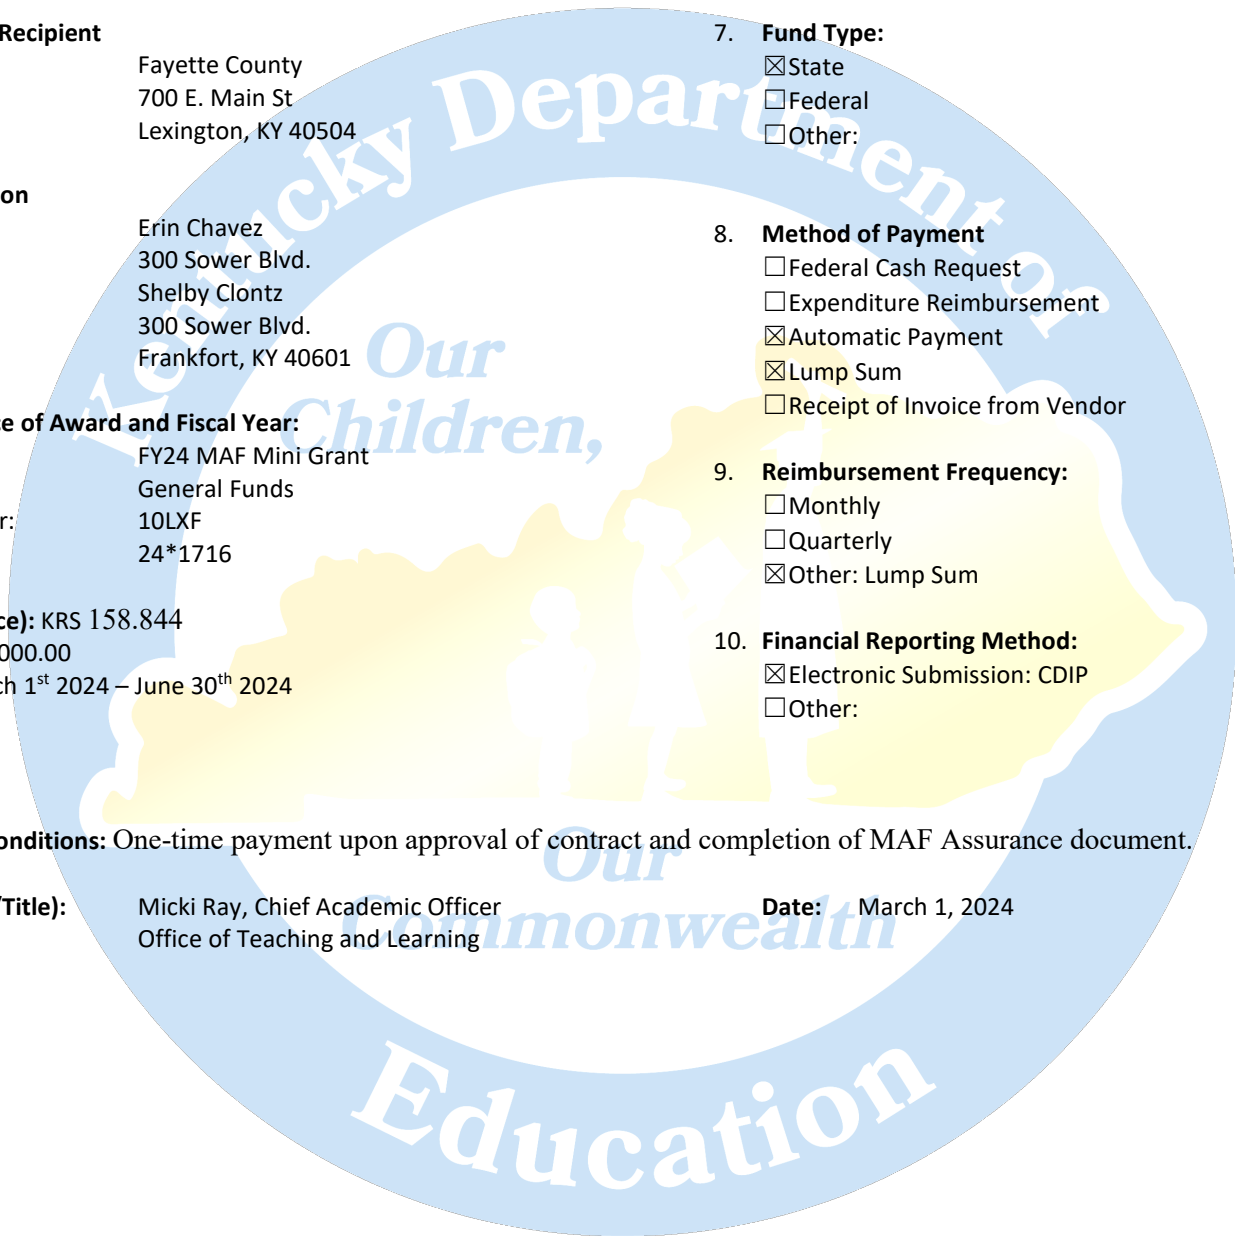 Recipient
Fayette County
700 E. Main St
Lexington, KY 40504
on
Erin Chavez
300 Sower Blvd.
Shelby Clontz
300 Sower Blvd.
Frankfort, KY 40601
ce of Award and Fiscal Year:
FY24 MAF Mini Grant
General Funds
r: 10LXF
24*1716
ce): KRS 158.844
000.00
ch 1st 2024 – June 30th 2024
7. Fund Type:
☒State
☐Federal
☐Other:
8. Method of Payment
☐Federal Cash Request
☐Expenditure Reimbursement
☒Automatic Payment
☒Lump Sum
☐Receipt of Invoice from Vendor
9. Reimbursement Frequency:
☐Monthly
☐Quarterly
☒Other: Lump Sum
10. Financial Reporting Method:
☒Electronic Submission: CDIP
☐Other:
onditions: One-time payment upon approval of contract and completion of MAF Assurance document.
/Title): Micki Ray, Chief Academic Officer Date: March 1, 2024
Office of Teaching and Learning
Kentucky Department of
Education
Our
Children,
Our
Commonwealth